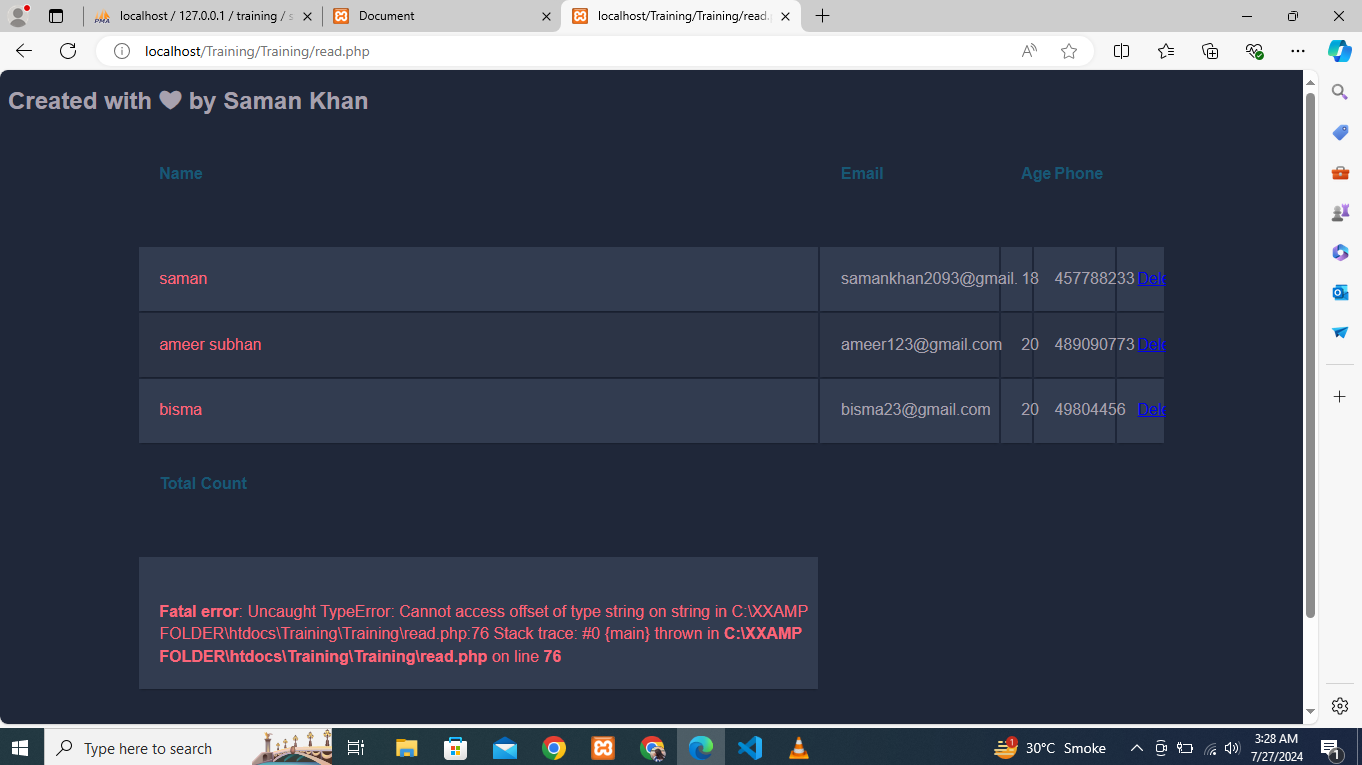 localhost / 127.0.0.1 / training / s
Document
localhost/Training/Training/read.p
localhost/Training/Training/read.php
Created with by Saman Khan
Name Email Age Phone
saman samankhan2093@gmail. 18 457788233 Dele
ameer subhan ameer123@gmail.com 20 489090773 Dele
bisma bisma23@gmail.com 20 49804456 Dele
Total Count
Fatal error: Uncaught TypeError: Cannot access offset of type string on string in C:\XXAMP
FOLDER\htdocs\Training\Training\read.php:76 Stack trace: #0 {main} thrown in C:\XXAMP
FOLDER\htdocs\Training\Training\read.php on line 76
Type here to search
1
30°C Smoke
3:28 AM
7/27/2024
1